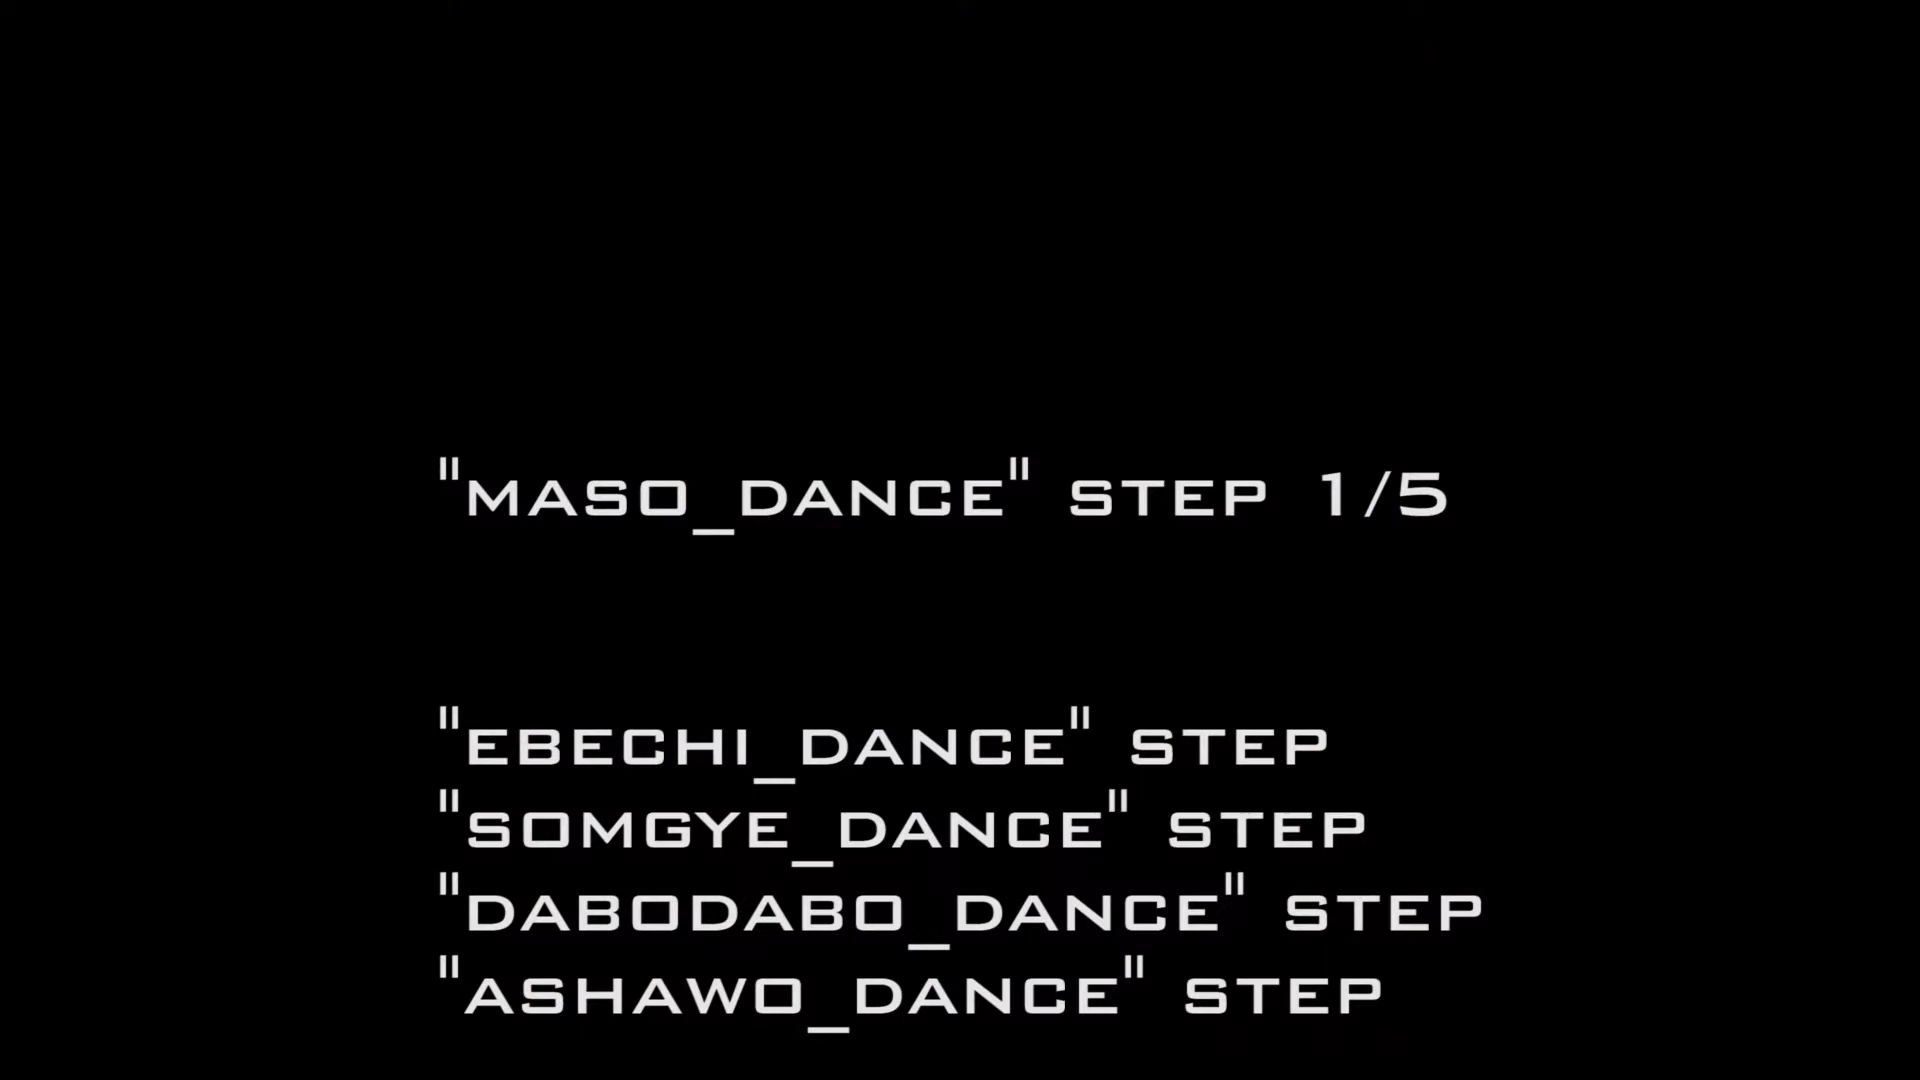 "MASO_DANCE" STEP 1/5
"EBECHI_DANCE" STEP
"SOMGYE_DANCE" STEP
"DABODABO_DANCE" STEP
"ASHAWO_DANCE" STEP